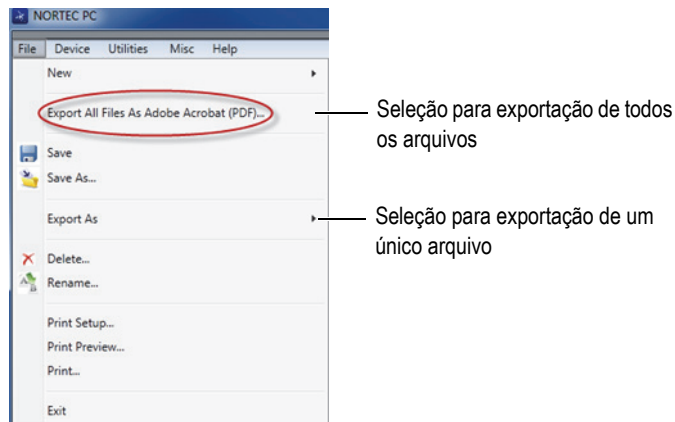 NORTEC PC
File Device Utilities Misc Help
New
Export All Files As Adobe Acrobat (PDF)...
Seleção para exportação de todos
os arquivos
Save
Save As...
Export As
Seleção para exportação de um
único arquivo
Delete...
Rename...
Print Setup...
Print Preview...
Print...
Exit